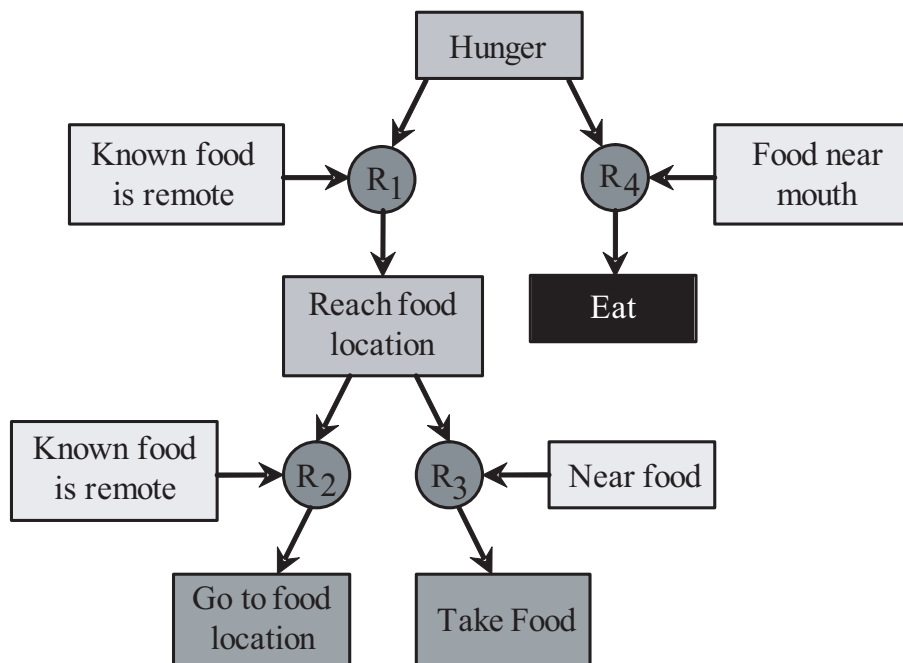 Hunger
Known food
is remote
R1
R4
Food near
mouth
Reach food
location
Eat
Known food
is remote
R2
R3
Near food
Go to food
location
Take Food